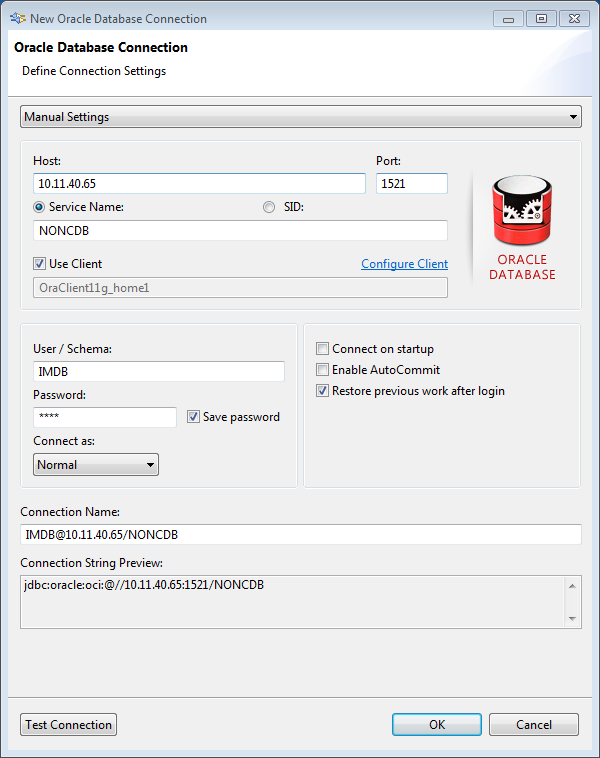 New Oracle Database Connection
Oracle Database Connection
Define Connection Settings
Manual Settings
Host: Port:
10.11.40.65 1521
Service Name: SID:
NONCDB
Use Client Configure Client
OraClient11g_home1
ORACLE
DATABASE
User / Schema:
IMDB
Password:
**** Save password
Connect as:
Normal
Connect on startup
Enable AutoCommit
Restore previous work after login
Connection Name:
IMDB@10.11.40.65/NONCDB
Connection String Preview:
jdbc:oracle:oci:@//10.11.40.65:1521/NONCDB
Test Connection OK Cancel